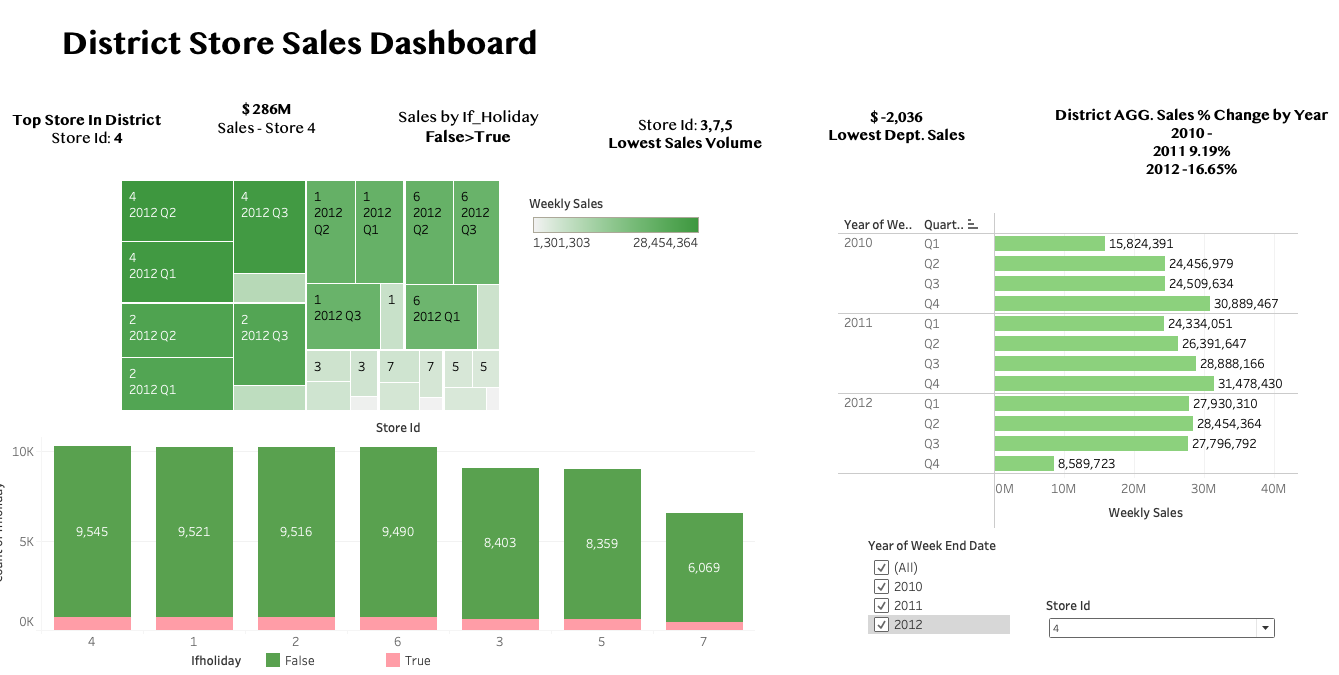 District Store Sales Dashboard
Top Store In District
Store Id: 4
$ 286M
Sales - Store 4
Sales by If_Holiday
False>True
Store Id: 3,7,5
Lowest Sales Volume
$ -2,036
Lowest Dept. Sales
District AGG. Sales % Change by Year
2010 -
2011 9.19%
2012 -16.65%
4
2012 Q2
4
2012 Q3
1
2012
Q2
1
2012
Q1
6
2012
Q2
6
2012
Q3
4
2012 Q1
2
2012 Q2
2
2012 Q3
2
2012 Q1
1
2012 Q3
1
6
2012 Q1
3
3
7
7
5
5
Weekly Sales
1,301,303 28,454,364
Store Id
10K
5K
0K
9,545
9,521
9,516
9,490
8,403
8,359
6,069
4 1 2 6 3 5 7
Ifholiday False True
Year of We.. Quart..
2010 Q1 15,824,391
Q2 24,456,979
Q3 24,509,634
Q4 30,889,467
2011 Q1 24,334,051
Q2 26,391,647
Q3 28,888,166
Q4 31,478,430
2012 Q1 27,930,310
Q2 28,454,364
Q3 27,796,792
Q4 8,589,723
0M 10M 20M 30M 40M
Weekly Sales
Year of Week End Date
(All)
2010
2011
2012
Store Id
4